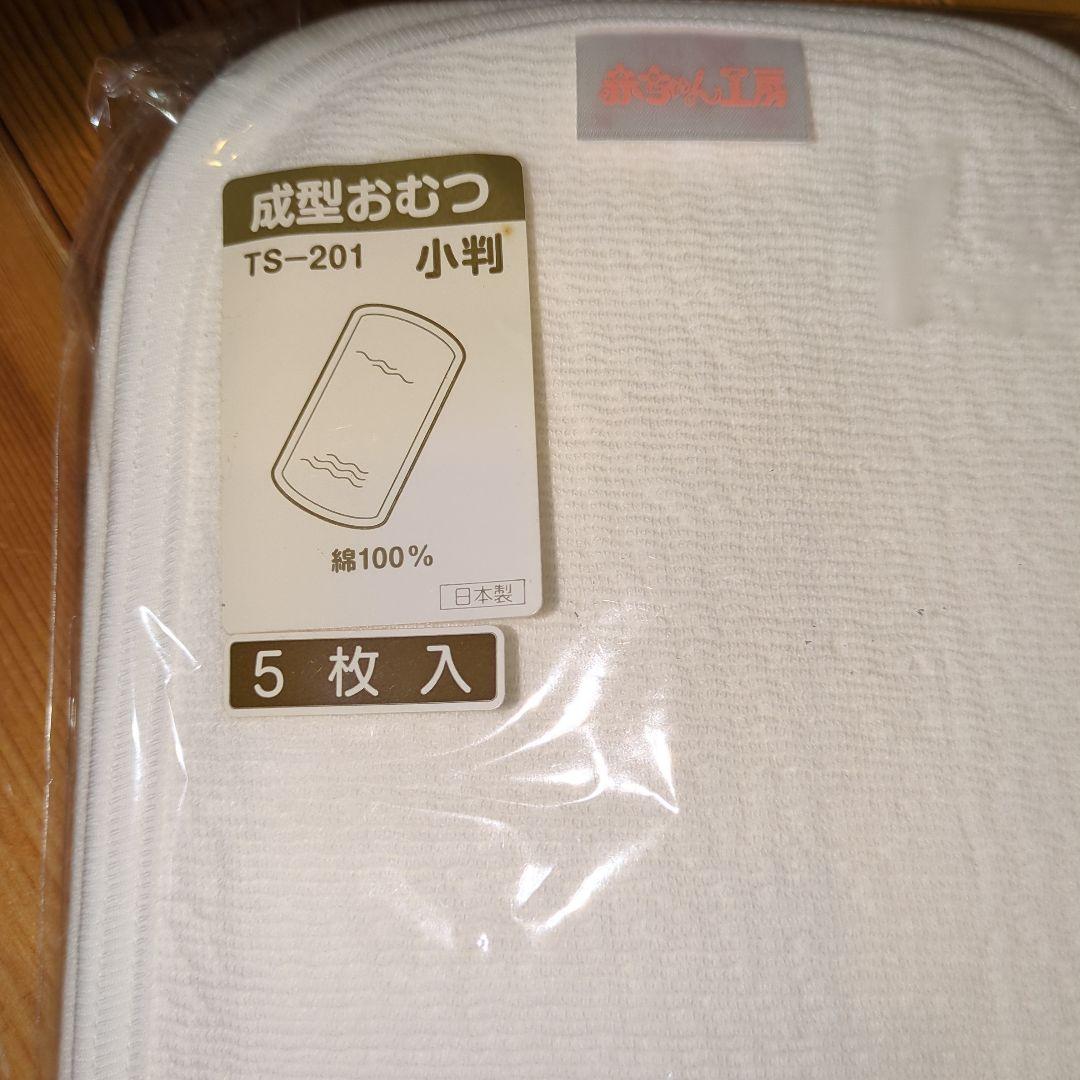 赤ちゃん工房
成型おむつ
TS-201 小判
綿100%
日本製
5枚入